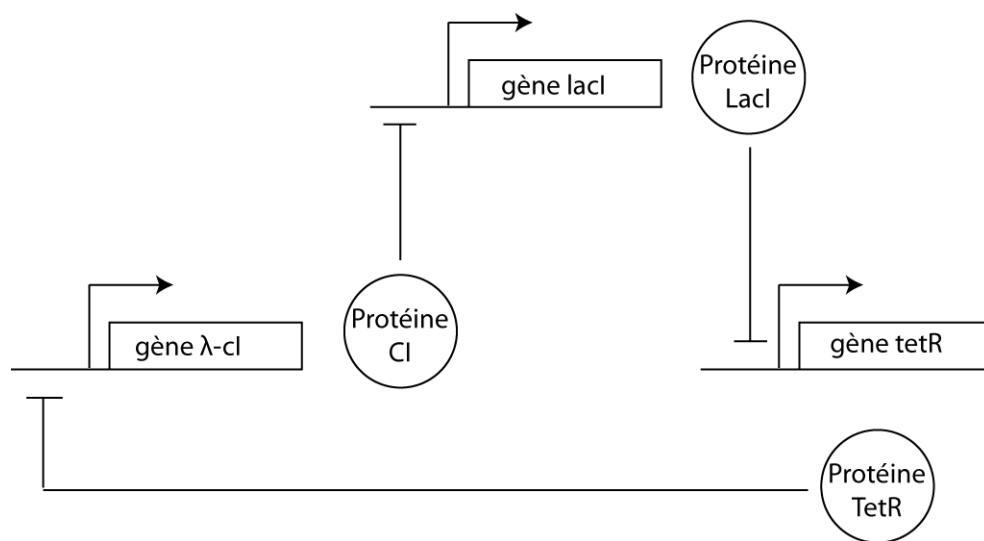 gène lacI
Protéine
LacI
gène λ-cI
Protéine
CI
gène tetR
Protéine
TetR